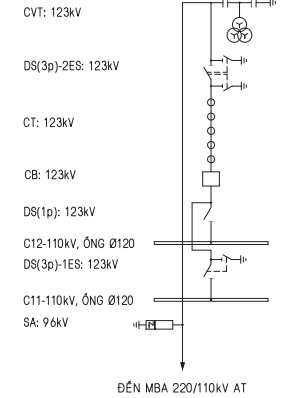 CVT: 123kV
DS(3p)-2ES: 123kV
CT: 123kV
CB: 123kV
DS(1p): 123kV
C12-110kV, ỐNG Ø120
DS(3p)-1ES: 123kV
C11-110kV, ỐNG Ø120
SA: 96kV
ĐẾN MBA 220/110kV AT